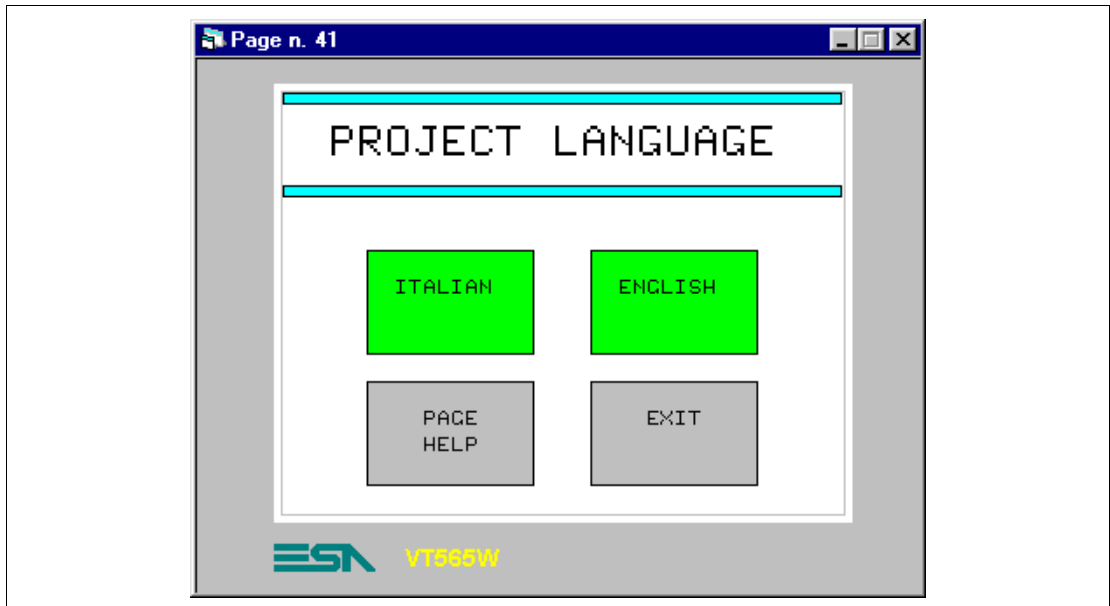 Page n. 41
PROJECT LANGUAGE
ITALIAN ENGLISH
PAGE
HELP
EXIT
ESA VT565W